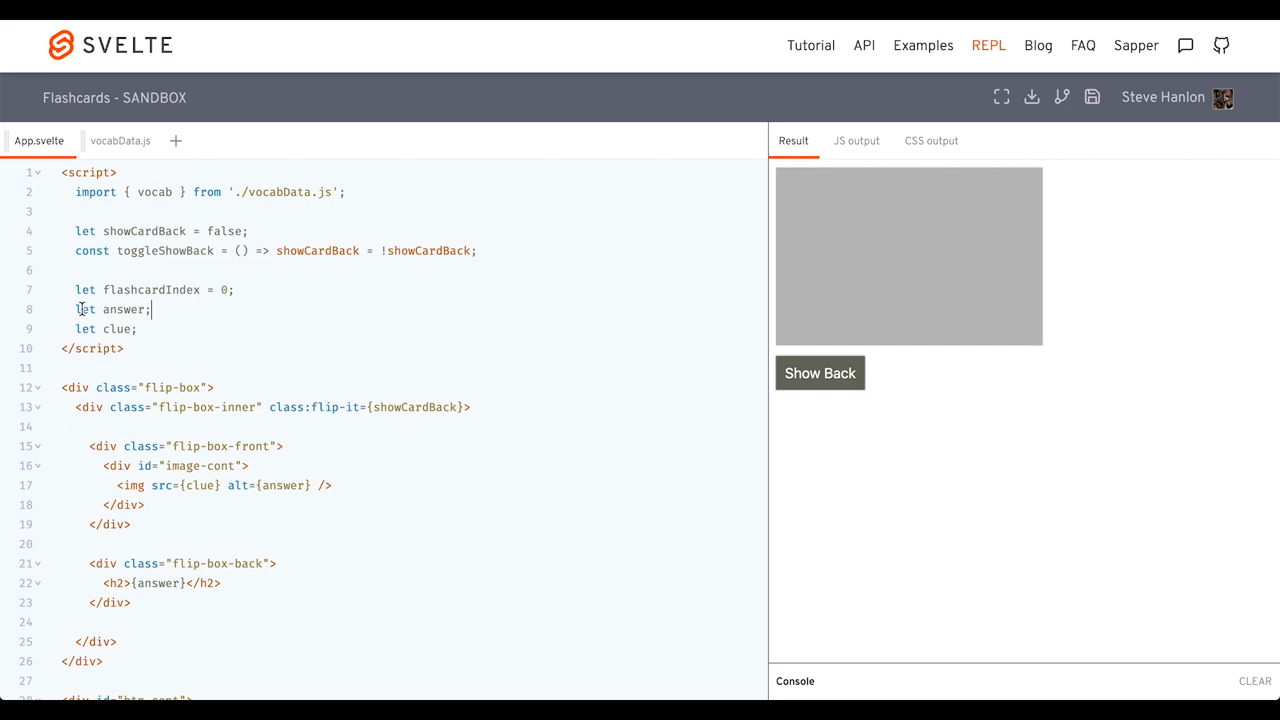 SVELTE
Tutorial API Examples REPL Blog FAQ Sapper
Flashcards - SANDBOX
Steve Hanlon
App.svelte vocabData.js +
Result JS output CSS output
1 <script>
2 import { vocab } from './vocabData.js';
3
4 let showCardBack = false;
5 const toggleShowBack = () => showCardBack = !showCardBack;
6
7 let flashcardIndex = 0;
8 let answer;
9 let clue;
10 </script>
11
12 <div class="flip-box">
13 <div class="flip-box-inner" class:flip-it={showCardBack}>
14
15 <div class="flip-box-front">
16 <div id="image-cont">
17 <img src={clue} alt={answer} />
18 </div>
19 </div>
20
21 <div class="flip-box-back">
22 <h2>{answer}</h2>
23 </div>
24
25 </div>
26 </div>
27
28 <div id="btn-cont">
Show Back
Console
CLEAR